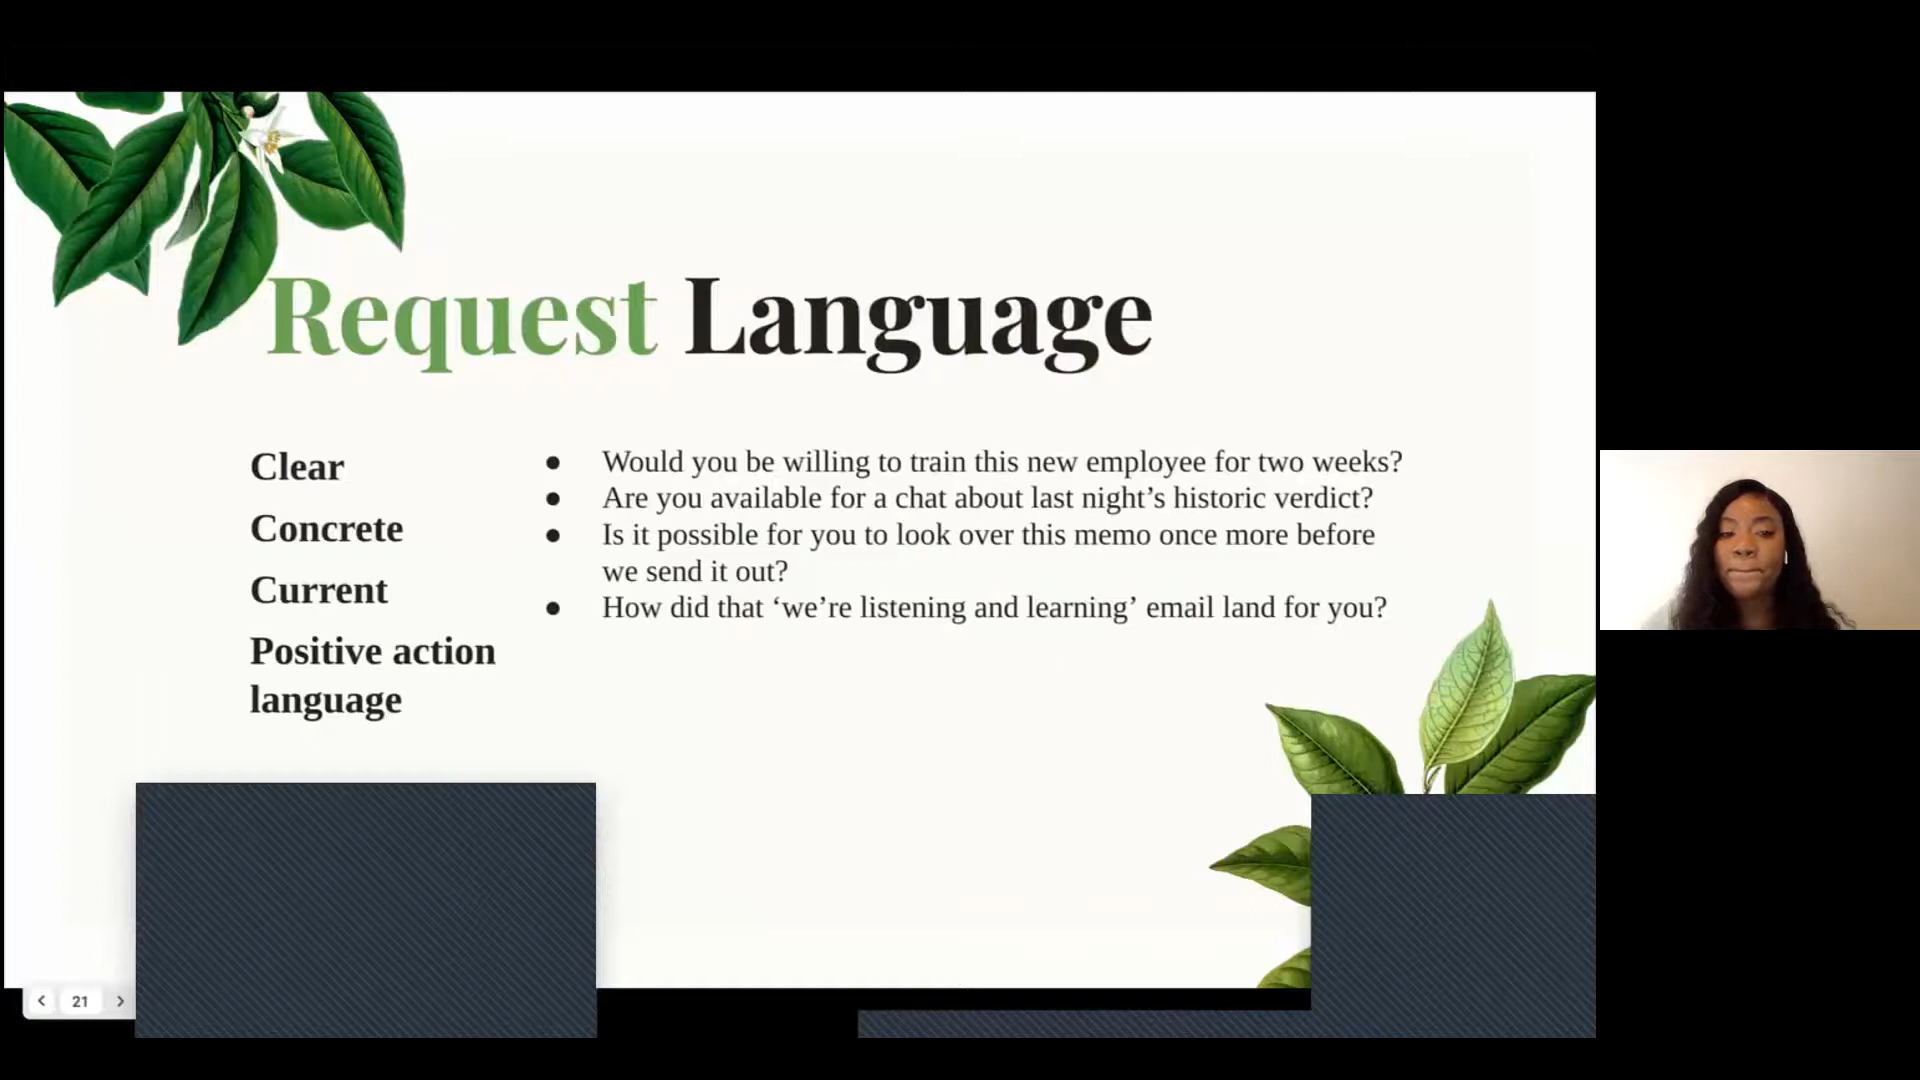 Request Language
Clear
Concrete
Current
Positive action
language
● Would you be willing to train this new employee for two weeks?
● Are you available for a chat about last night’s historic verdict?
● Is it possible for you to look over this memo once more before
we send it out?
● How did that ‘we’re listening and learning’ email land for you?
21